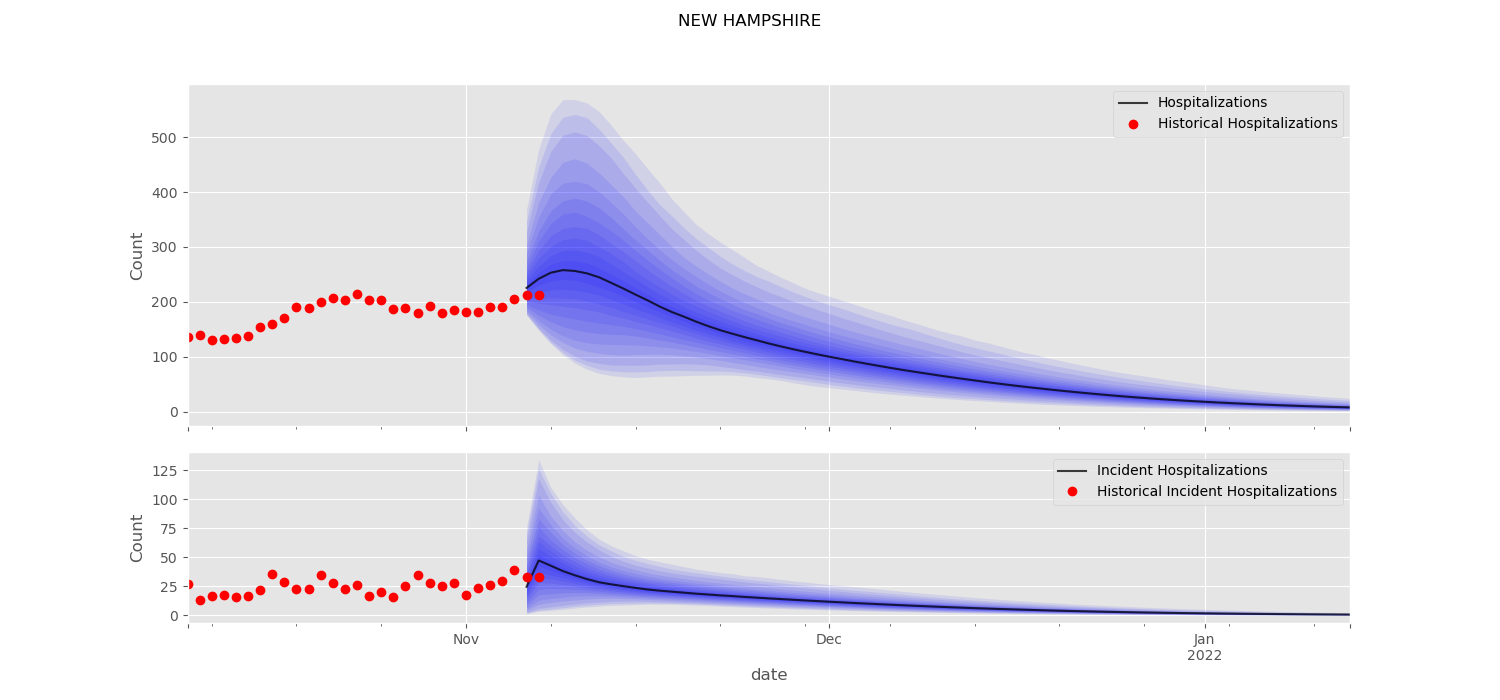 NEW HAMPSHIRE
Hospitalizations
Historical Hospitalizations
500
400
300
200
100
0
Count
Incident Hospitalizations
Historical Incident Hospitalizations
125
100
75
50
25
0
Count
Nov
Dec
Jan
2022
date